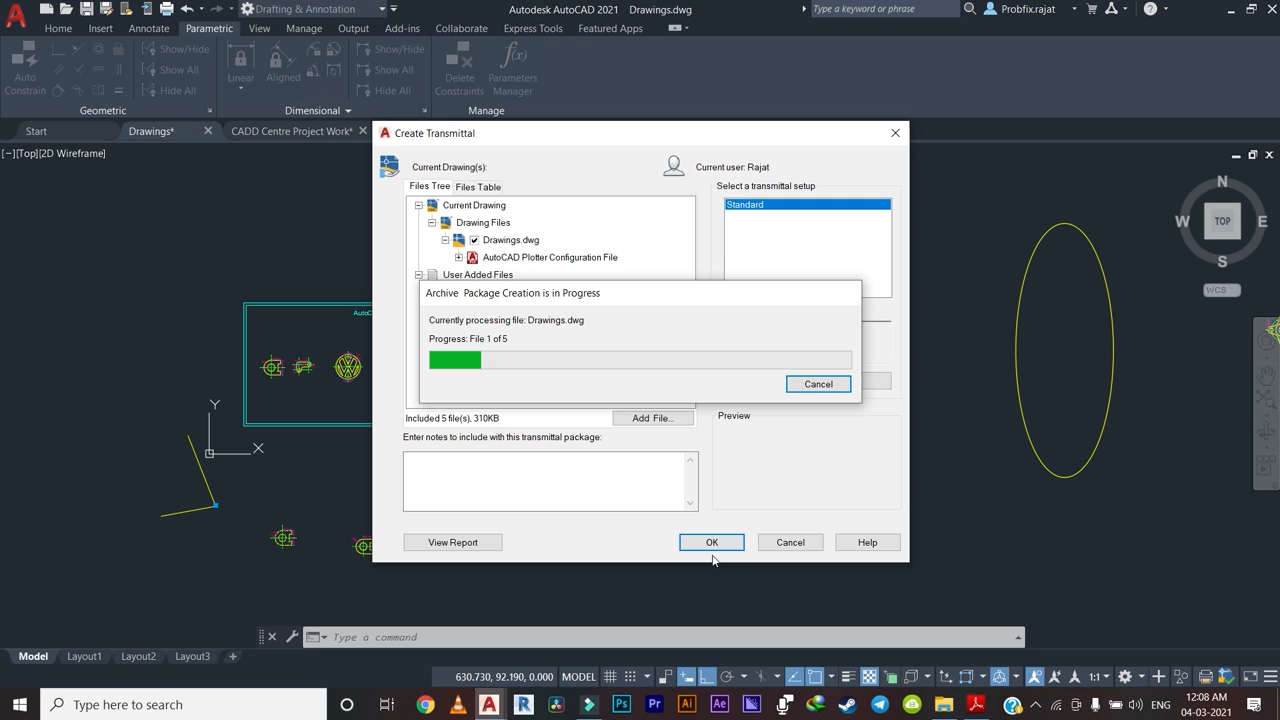 Drafting & Annotation
Autodesk AutoCAD 2021 Drawings.dwg
Type a keyword or phrase
Probfix.rajat
Home Insert Annotate Parametric View Manage Output Add-ins Collaborate Express Tools Featured Apps
Auto
Constrain
Show/Hide
Show All
Hide All
Linear
Aligned
Show/Hide
Show All
Hide All
Delete
Constraints
Parameters
Manager
Geometric
Dimensional
Manage
Start
Drawings*
CADD Centre Project Work*
[−][Top][2D Wireframe]
Create Transmittal
Current Drawing(s):
Current user: Rajat
Files Tree
Files Table
Select a transmittal setup
Current Drawing
Standard
Drawing Files
Drawings.dwg
AutoCAD Plotter Configuration File
User Added Files
Archive Package Creation is in Progress
Currently processing file: Drawings.dwg
Progress: File 1 of 5
Cancel
Included 5 file(s), 310KB
Add File...
Preview
Enter notes to include with this transmittal package:
View Report
OK
Cancel
Help
N
W
TOP
E
S
WCS
Y
X
Type a command
Model
Layout1
Layout2
Layout3
630.730, 92.190, 0.000
MODEL
1:1
Type here to search
ENG
12:08 AM
04-03-2021